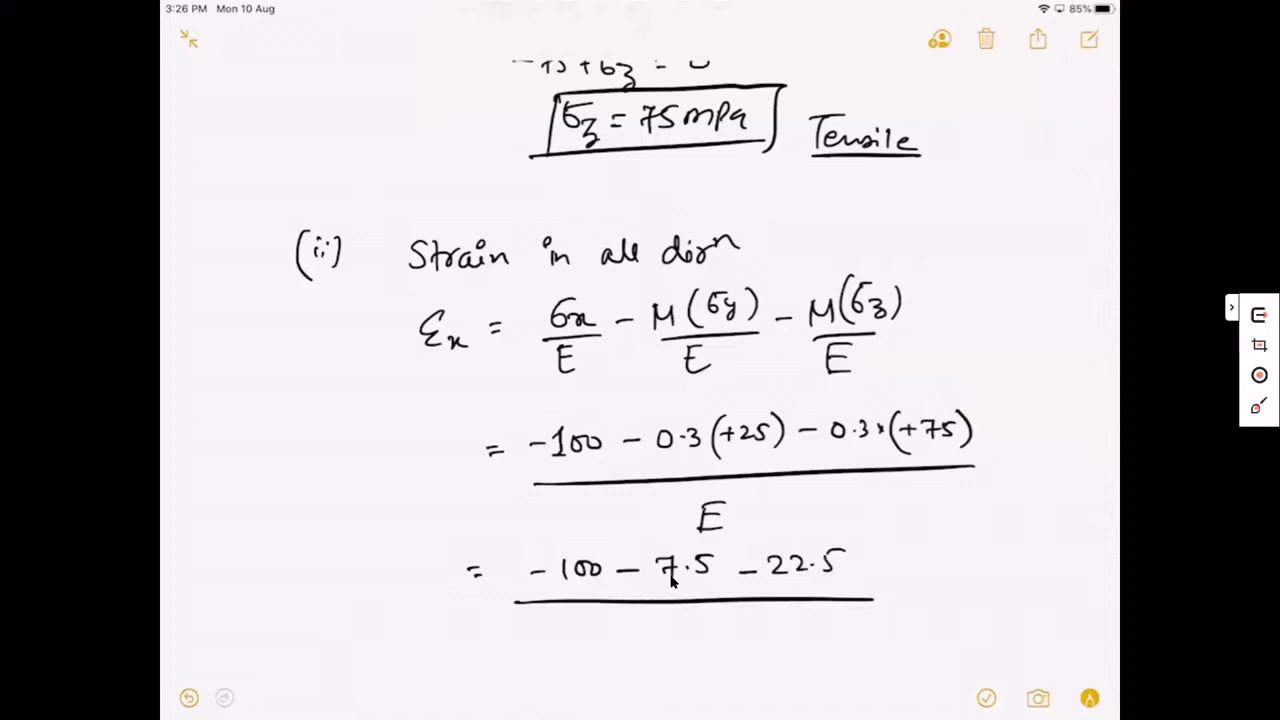 3:26 PM Mon 10 Aug 85%
σz = 75 mPa Tensile
(ii) Strain in all dirn
εx = σx/E - μ(σy)/E - μ(σz)/E
= -100 - 0.3(+25) - 0.3×(+75)
E
= -100 - 7.5 - 22.5